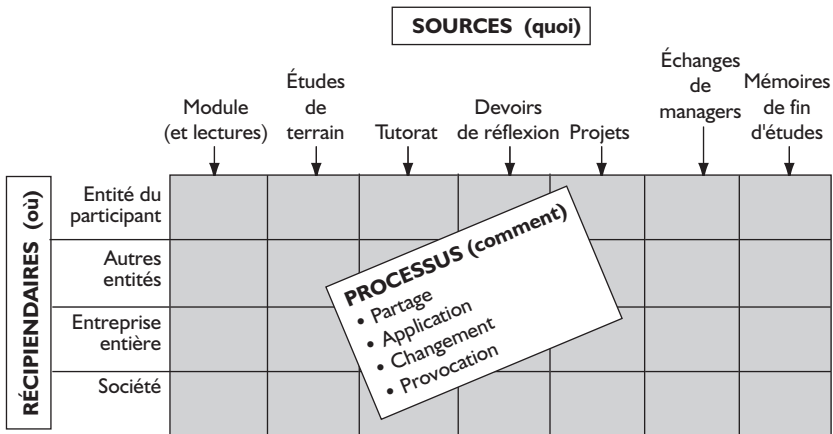 SOURCES (quoi)
Module
(et lectures)
Études
de
terrain
Tutorat
Devoirs
de réflexion
Projets
Échanges
de
managers
Mémoires
de fin
d'études
RÉCIPIENDAIRES (où)
Entité du
participant
Autres
entités
Entreprise
entière
Société
PROCESSUS (comment)
• Partage
• Application
• Changement
• Provocation